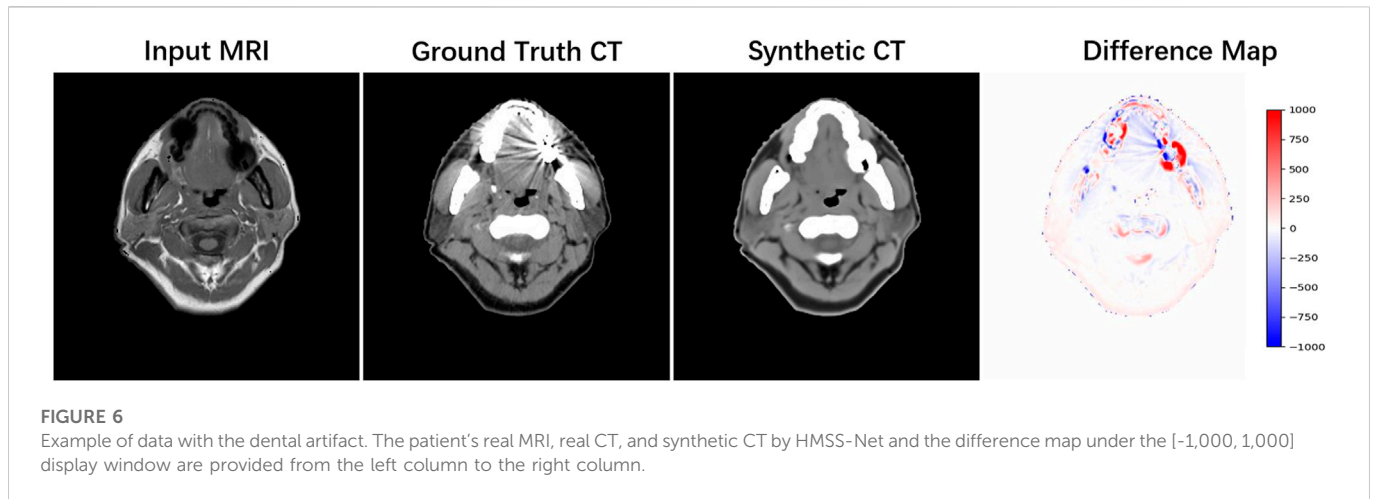 Input MRI
Ground Truth CT
Synthetic CT
Difference Map
1000
750
500
250
0
−250
−500
−750
−1000
FIGURE 6
Example of data with the dental artifact. The patient’s real MRI, real CT, and synthetic CT by HMSS-Net and the difference map under the [-1,000, 1,000]
display window are provided from the left column to the right column.